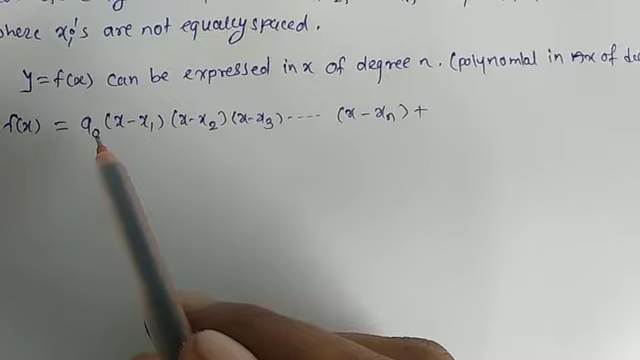 where xᵢ's are not equally spaced.
y=f(x) can be expressed in x of degree n. (polynomial in x of
f(x) = a₀ (x-x₁) (x-x₂) (x-x₃) ---- (x-xₙ) +